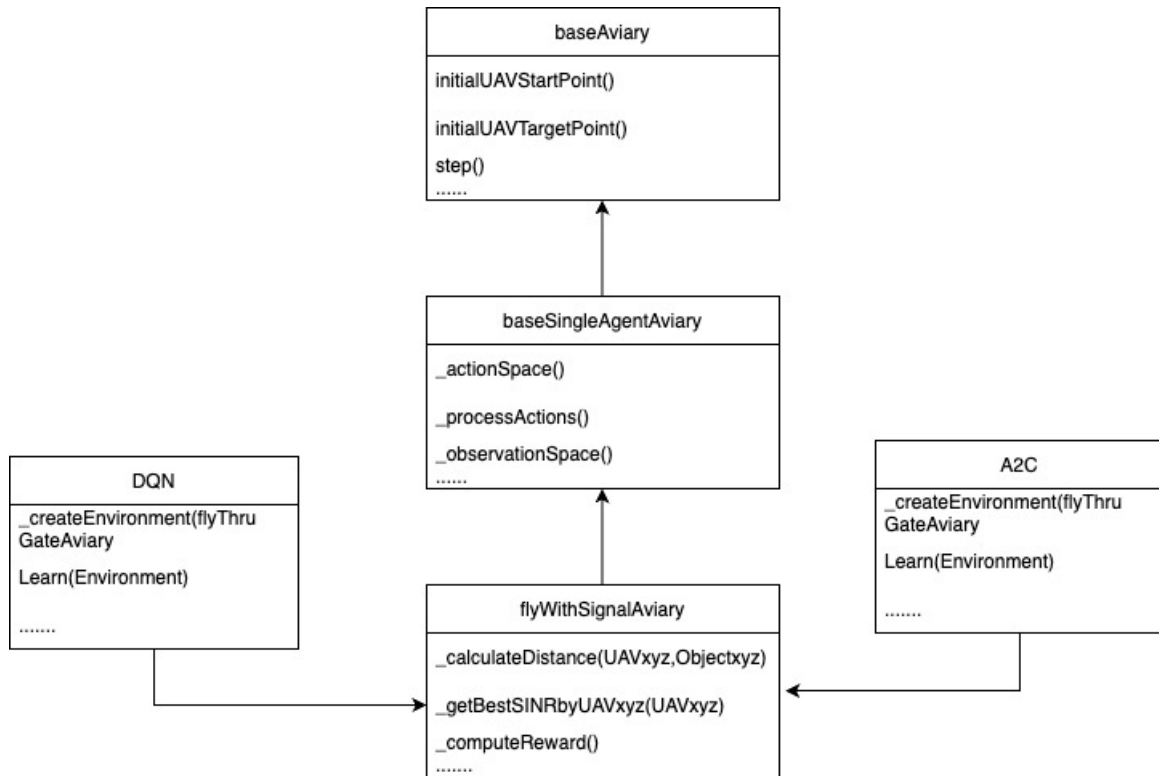 baseAviary
initialUAVStartPoint()
initialUAVTargetPoint()
step()
......
baseSingleAgentAviary
_actionSpace()
_processActions()
_observationSpace()
......
DQN
_createEnvironment(flyThru
GateAviary
Learn(Environment)
.......
A2C
_createEnvironment(flyThru
GateAviary
Learn(Environment)
.......
flyWithSignalAviary
_calculateDistance(UAVxyz,Objectxyz)
_getBestSINRbyUAVxyz(UAVxyz)
_computeReward()
.......